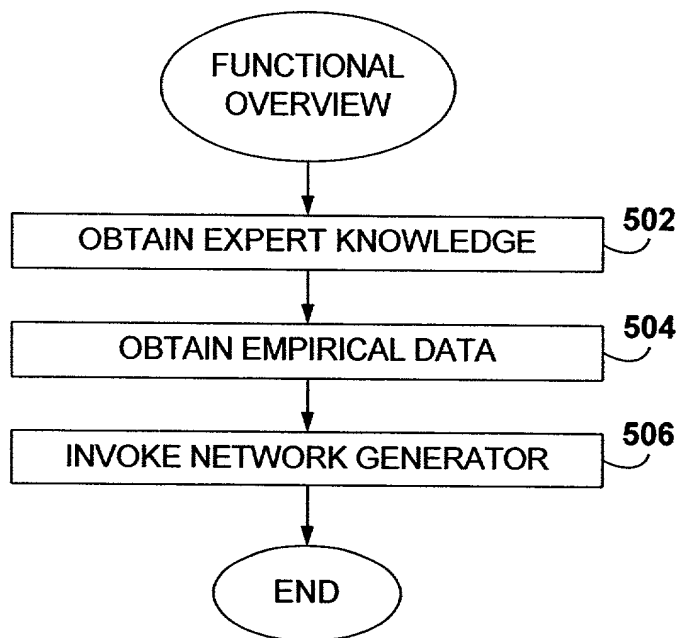 FUNCTIONAL
OVERVIEW
502
OBTAIN EXPERT KNOWLEDGE
504
OBTAIN EMPIRICAL DATA
506
INVOKE NETWORK GENERATOR
END